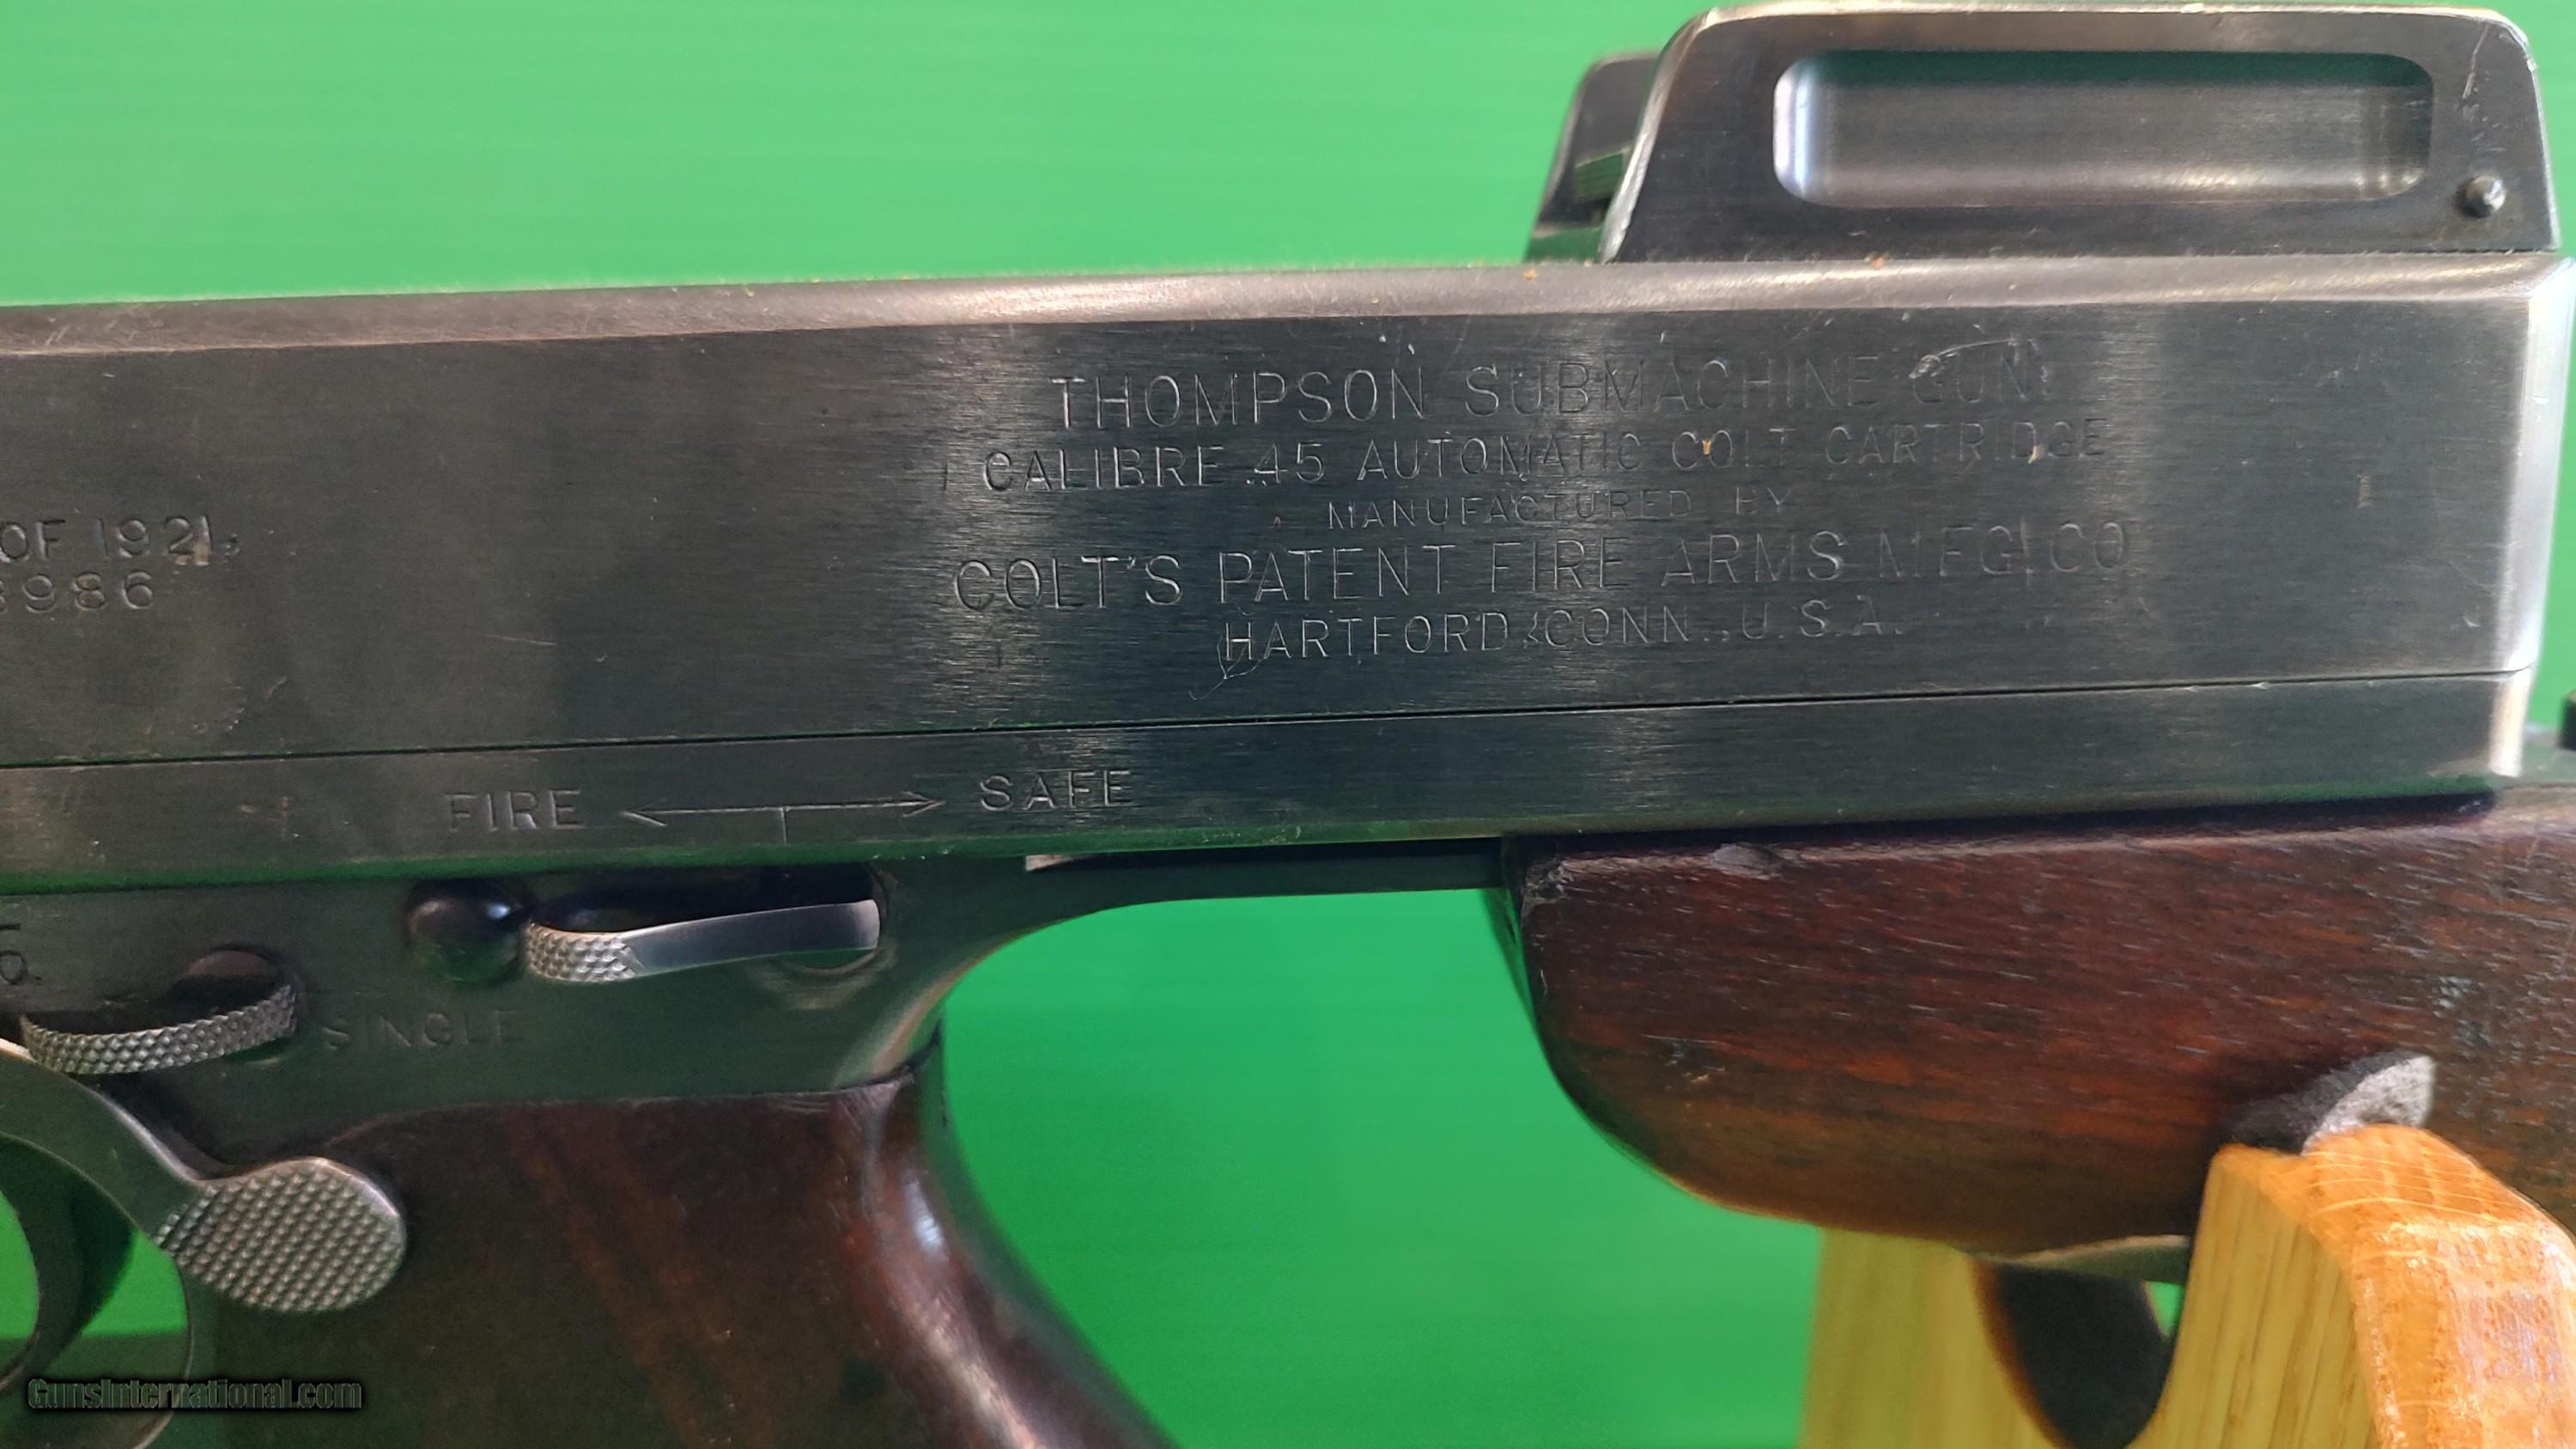 THOMPSON SUBMACHINE GUN
CALIBRE .45 AUTOMATIC COLT CARTRIDGE
MANUFACTURED BY
COLT'S PATENT FIRE ARMS MFG. CO
HARTFORD, CONN., U.S.A.
OF 1921,
986
FIRE
SAFE
SINGLE
GunsInternational.com